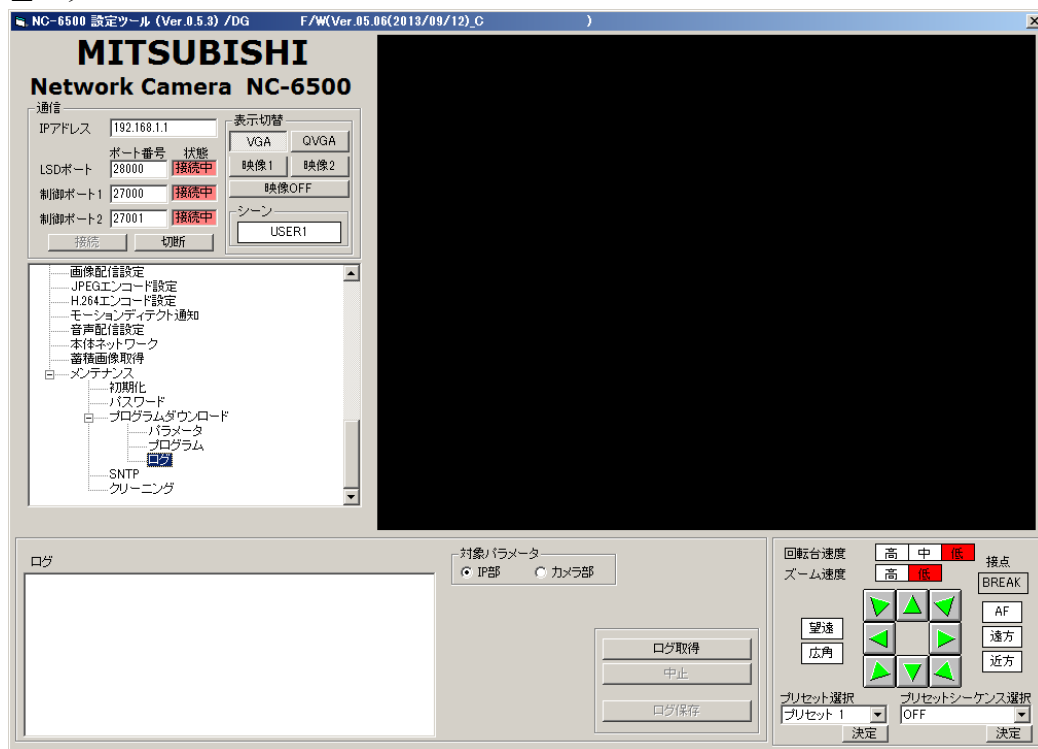 NC-6500 設定ツール (Ver.0.5.3) /DG F/W(Ver.05.06(2013/09/12)_C )
MITSUBISHI
Network Camera NC-6500
通信
IPアドレス 192.168.1.1
ポート番号 状態
LSDポート 28000 接続中
制御ポート1 27000 接続中
制御ポート2 27001 接続中
接続 切断
表示切替
VGA QVGA
映像1 映像2
映像OFF
シーン
USER1
画像配信設定
JPEGエンコード設定
H.264エンコード設定
モーションディテクト通知
音声配信設定
本体ネットワーク
蓄積画像取得
メンテナンス
初期化
パスワード
プログラムダウンロード
パラメータ
プログラム
ログ
SNTP
クリーニング
ログ
対象パラメータ
IP部 カメラ部
ログ取得
中止
ログ保存
回転台速度 高 中 低
ズーム速度 高 低
接点
BREAK
望遠
広角
AF
遠方
近方
プリセット選択 プリセットシーケンス選択
プリセット 1 OFF
決定 決定